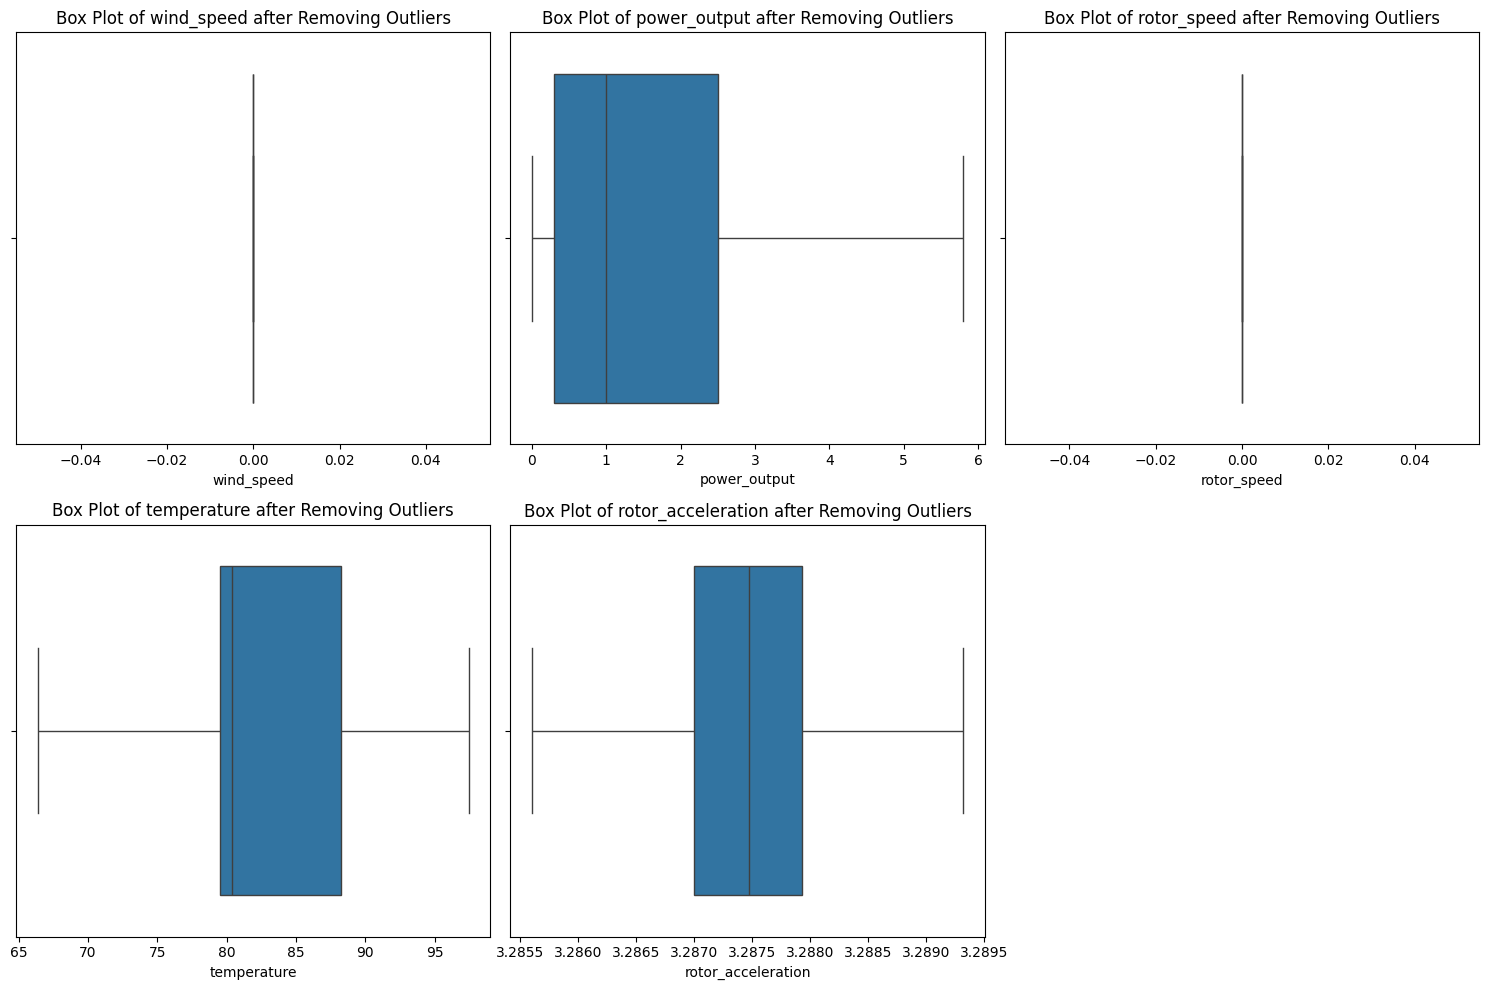 Box Plot of wind_speed after Removing Outliers
Box Plot of power_output after Removing Outliers
Box Plot of rotor_speed after Removing Outliers
−0.04 −0.02 0.00 0.02 0.04
wind_speed
0 1 2 3 4 5 6
power_output
−0.04 −0.02 0.00 0.02 0.04
rotor_speed
Box Plot of temperature after Removing Outliers
Box Plot of rotor_acceleration after Removing Outliers
65 70 75 80 85 90 95
temperature
3.2855 3.2860 3.2865 3.2870 3.2875 3.2880 3.2885 3.2890 3.2895
rotor_acceleration